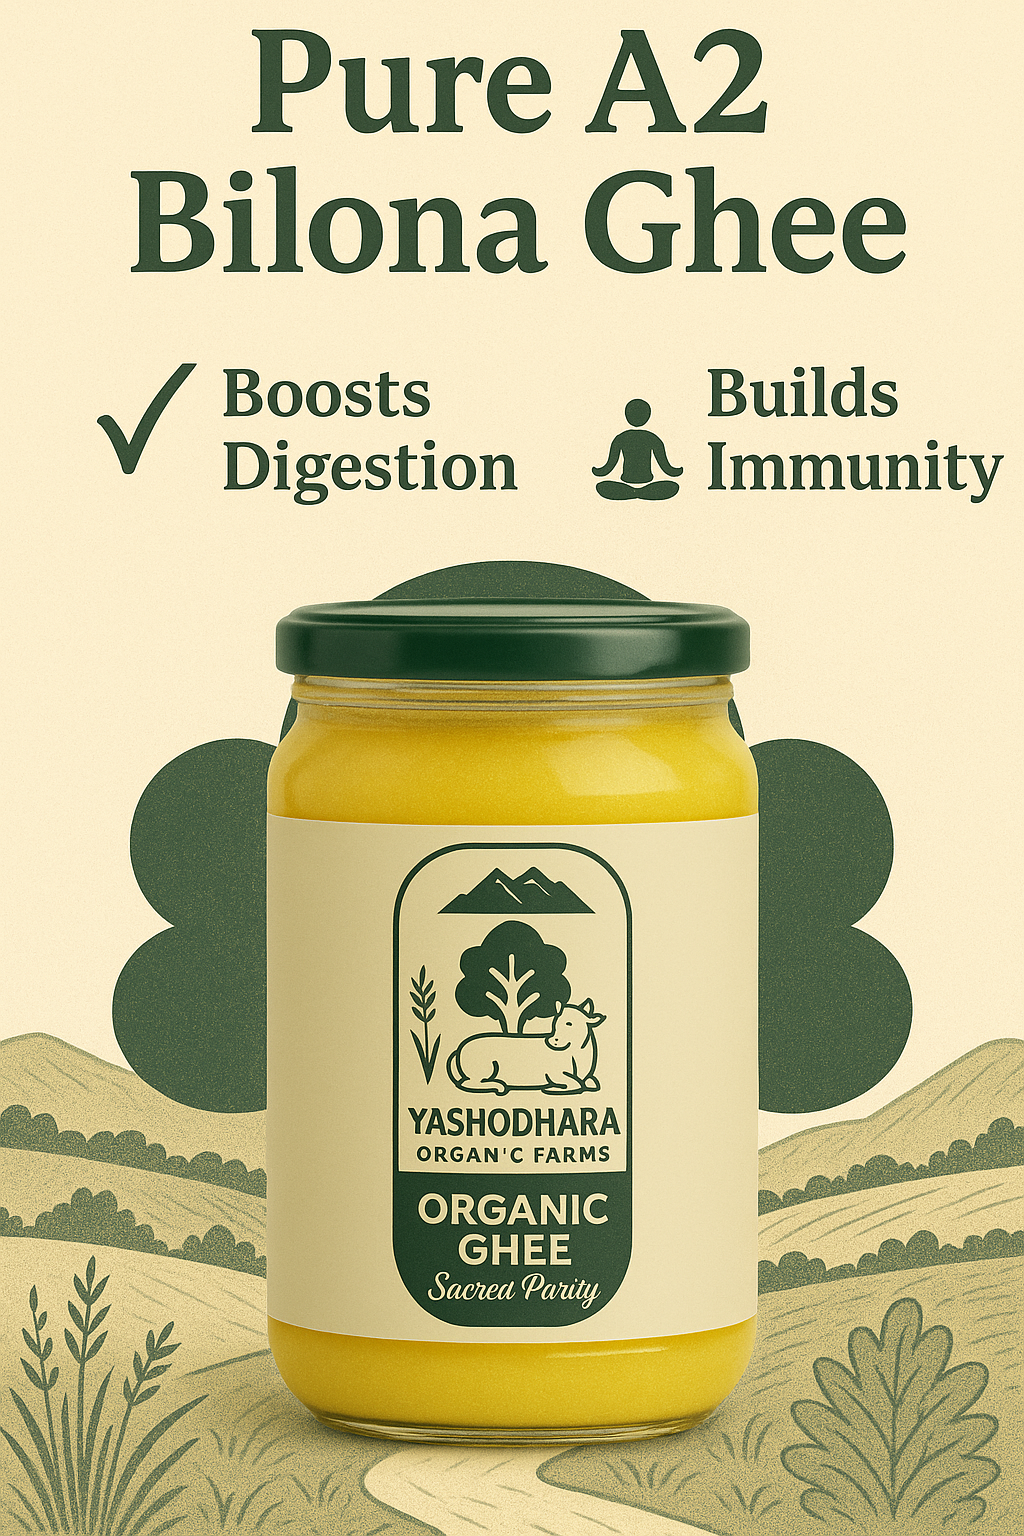 Pure A2
Bilona Ghee
Boosts
Digestion
Builds
Immunity
YASHODHARA
ORGAN'C FARMS
ORGANIC
GHEE
Sacred Parity